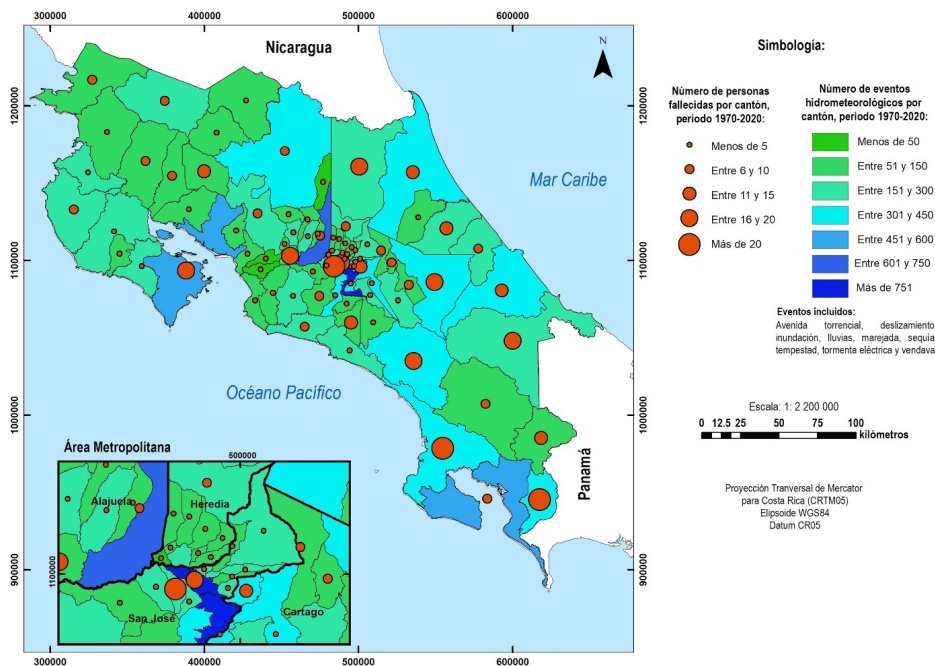 300000 400000 500000 600000
Nicaragua
N
1200000
1200000
Mar Caribe
1100000
1100000
Océano Pacífico
1000000
1000000
Panamá
Área Metropolitana
500000
Alajuela
Heredia
1100000
San José
Cartago
900000
900000
300000 400000 500000 600000
Simbología:
Número de personas
fallecidas por cantón,
periodo 1970-2020:
Menos de 5
Entre 6 y 10
Entre 11 y 15
Entre 16 y 20
Más de 20
Número de eventos
hidrometeorológicos por
cantón, periodo 1970-2020:
Menos de 50
Entre 51 y 150
Entre 151 y 300
Entre 301 y 450
Entre 451 y 600
Entre 601 y 750
Más de 751
Eventos incluidos:
Avenida torrencial, deslizamiento
inundación, lluvias, marejada, sequía
tempestad, tormenta eléctrica y vendava
Escala: 1: 2 200 000
0 12.5 25 50 75 100
kilómetros
Proyección Tranversal de Mercator
para Costa Rica (CRTM05)
Elipsoide WGS84
Datum CR05